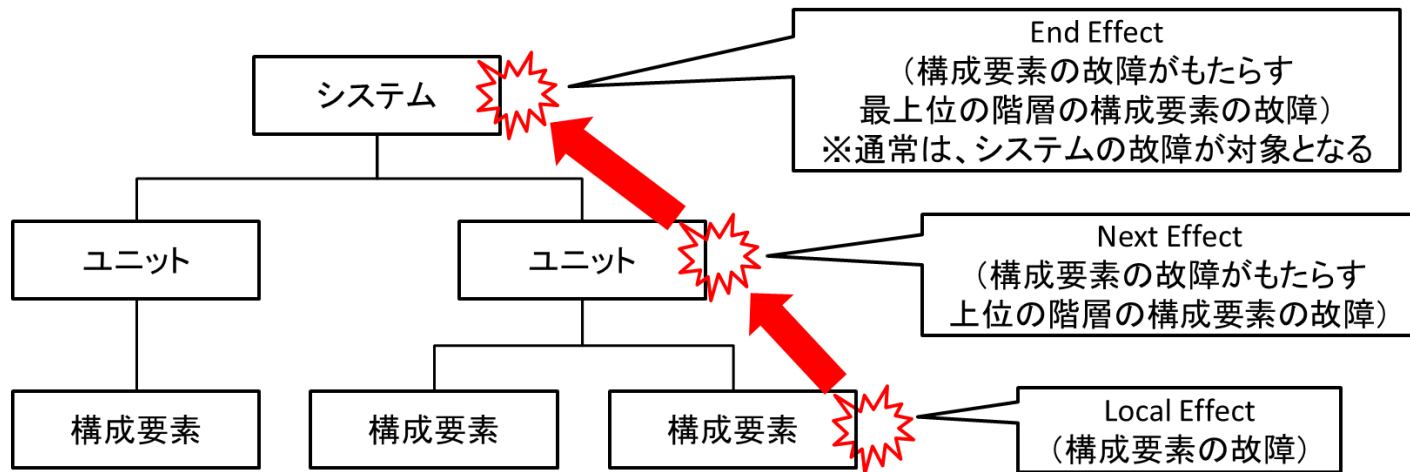 システム
End Effect
（構成要素の故障がもたらす
最上位の階層の構成要素の故障）
※通常は、システムの故障が対象となる
ユニット
ユニット
Next Effect
（構成要素の故障がもたらす
上位の階層の構成要素の故障）
構成要素
構成要素
構成要素
Local Effect
（構成要素の故障）